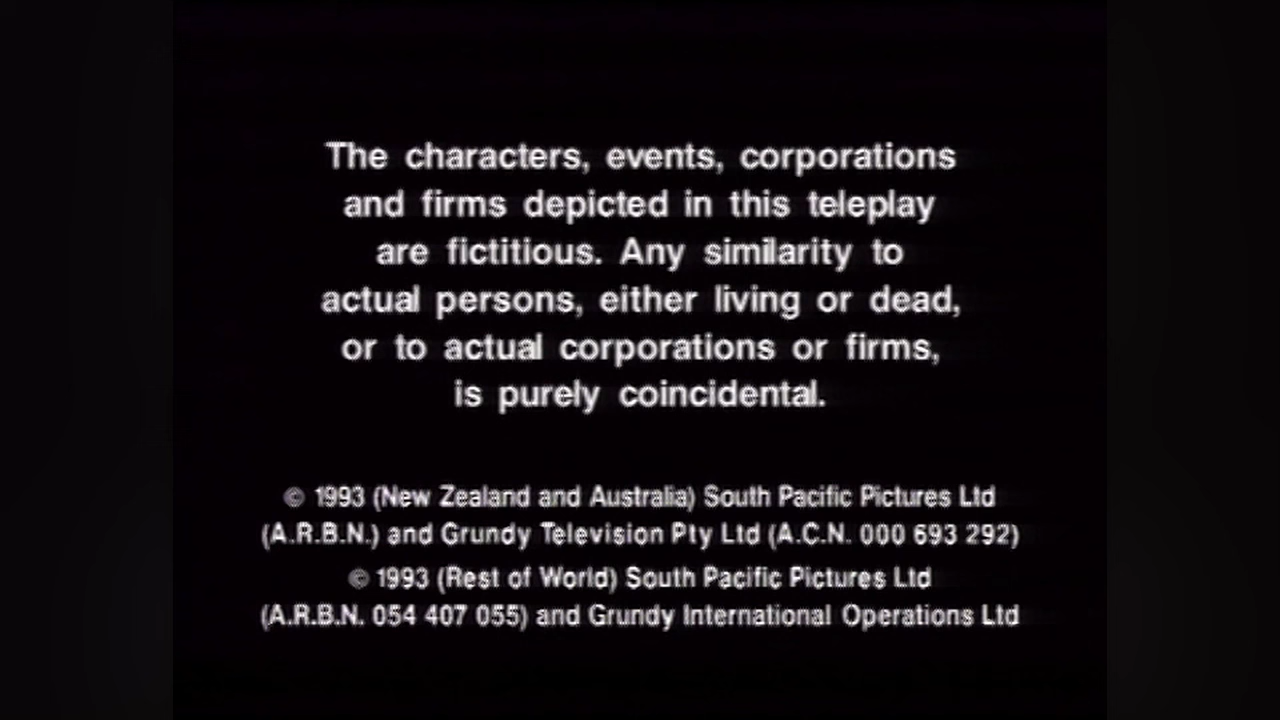 The characters, events, corporations
and firms depicted in this teleplay
are fictitious. Any similarity to
actual persons, either living or dead,
or to actual corporations or firms,
is purely coincidental.
© 1993 (New Zealand and Australia) South Pacific Pictures Ltd
(A.R.B.N.) and Grundy Television Pty Ltd (A.C.N. 000 693 292)
© 1993 (Rest of World) South Pacific Pictures Ltd
(A.R.B.N. 054 407 055) and Grundy International Operations Ltd